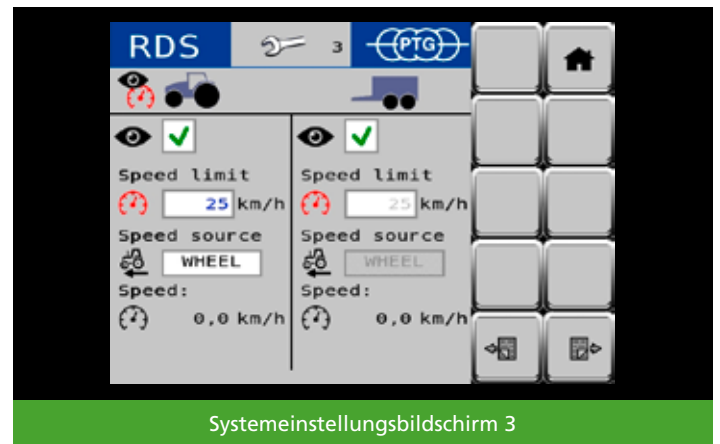 RDS 3 PTG
Speed limit Speed limit
25 km/h 25 km/h
Speed source Speed source
WHEEL WHEEL
Speed: Speed:
0,0 km/h 0,0 km/h
Systemeinstellungsbildschirm 3